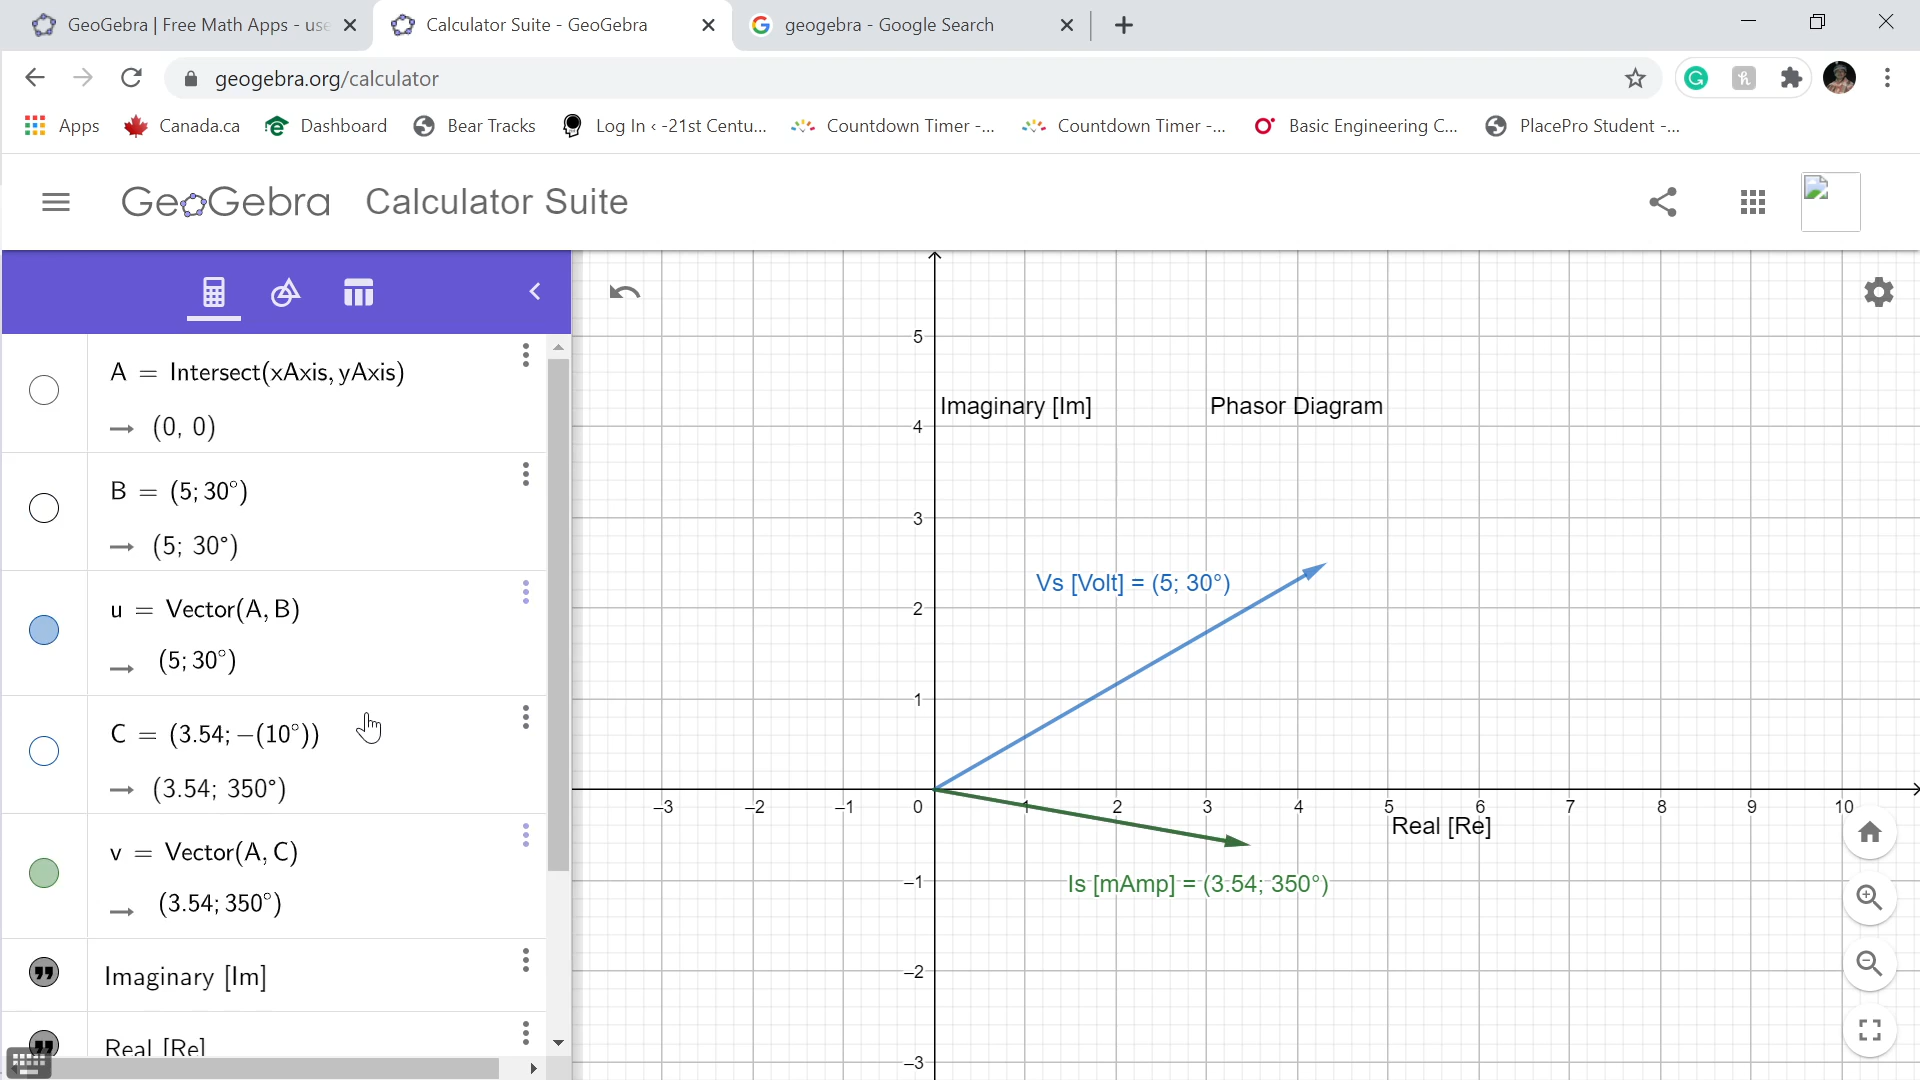 GeoGebra | Free Math Apps - use
Calculator Suite - GeoGebra
geogebra - Google Search
geogebra.org/calculator
Apps
Canada.ca
Dashboard
Bear Tracks
Log In ‹ -21st Centu...
Countdown Timer -...
Countdown Timer -...
Basic Engineering C...
PlacePro Student -...
GeoGebra Calculator Suite
A = Intersect(xAxis, yAxis)
→ (0, 0)
B = (5; 30°)
→ (5; 30°)
u = Vector(A, B)
→ (5; 30°)
C = (3.54; −(10°))
→ (3.54; 350°)
v = Vector(A, C)
→ (3.54; 350°)
Imaginary [Im]
Real [Re]
5
Imaginary [Im]
Phasor Diagram
4
3
Vs [Volt] = (5; 30°)
2
1
–3 –2 –1 0 1 2 3 4 5 6 7 8 9 10
Real [Re]
–1
Is [mAmp] = (3.54; 350°)
–2
–3